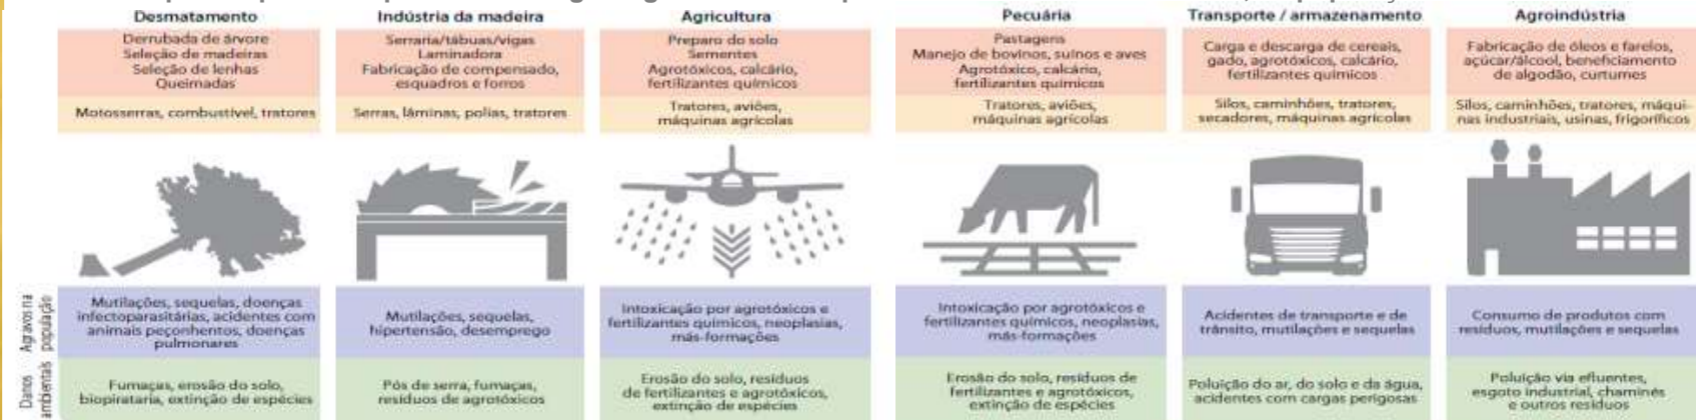 Desmatamento
Derrubada de árvore
Seleção de madeiras
Seleção de lenhas
Queimadas
Motosserras, combustível, tratores
Mutilações, sequelas, doenças
infectoparasitárias, acidentes com
animais peçonhentos, doenças
pulmonares
Fumaças, erosão do solo,
biopirataria, extinção de espécies
Indústria da madeira
Serraria/tábuas/vigas
Laminadora
Fabricação de compensado,
esquadros e forros
Serras, lâminas, polias, tratores
Mutilações, sequelas,
hipertensão, desemprego
Pós de serra, fumaças,
resíduos de agrotóxicos
Agricultura
Preparo do solo
Sementes
Agrotóxicos, calcário,
fertilizantes químicos
Tratores, aviões,
máquinas agrícolas
Intoxicação por agrotóxicos e
fertilizantes químicos, neoplasias,
más-formações
Erosão do solo, resíduos
de fertilizantes e agrotóxicos,
extinção de espécies
Pecuária
Pastagens
Manejo de bovinos, suínos e aves
Agrotóxico, calcário,
fertilizantes químicos
Tratores, aviões,
máquinas agrícolas
Intoxicação por agrotóxicos e
fertilizantes químicos, neoplasias,
más-formações
Erosão do solo, resíduos de
fertilizantes e agrotóxicos,
extinção de espécies
Transporte / armazenamento
Carga e descarga de cereais,
gado, agrotóxicos, calcário,
fertilizantes químicos
Silos, caminhões, tratores,
secadores, máquinas agrícolas
Acidentes de transporte e de
trânsito, mutilações e sequelas
Poluição do ar, do solo e da água,
acidentes com cargas perigosas
Agroindústria
Fabricação de óleos e farelos,
açúcar/álcool, beneficiamento
de algodão, curtumes
Silos, caminhões, tratores, máqui-
nas industriais, usinas, frigoríficos
Consumo de produtos com
resíduos, mutilações e sequelas
Poluição via efluentes,
esgoto industrial, chaminés
e outros resíduos
Agravos na
população
Danos
ambientais